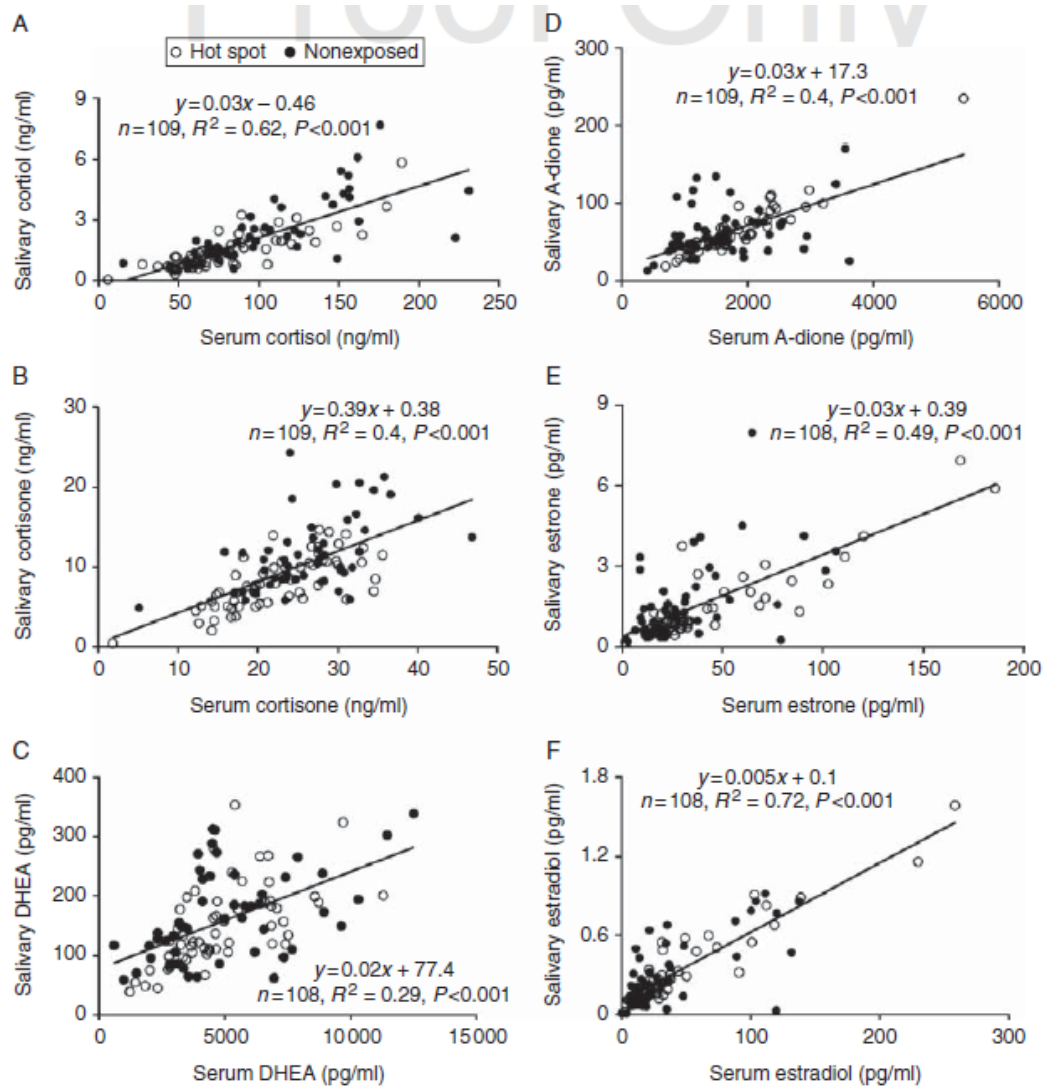 Proof Only
A
○ Hot spot ● Nonexposed
y=0.03x – 0.46
n=109, R² = 0.62, P<0.001
9
6
3
0
0 50 100 150 200 250
Salivary cortiol (ng/ml)
Serum cortisol (ng/ml)
B
y=0.39x + 0.38
n=109, R² = 0.4, P<0.001
30
20
10
0
0 10 20 30 40 50
Salivary cortisone (ng/ml)
Serum cortisone (ng/ml)
C
400
300
200
100
0
y=0.02x + 77.4
n=108, R² = 0.29, P<0.001
0 5000 10 000 15 000
Salivary DHEA (pg/ml)
Serum DHEA (pg/ml)
D
y=0.03x + 17.3
n=109, R² = 0.4, P<0.001
300
200
100
0
0 2000 4000 6000
Salivary A-dione (pg/ml)
Serum A-dione (pg/ml)
E
y=0.03x + 0.39
n=108, R² = 0.49, P<0.001
9
6
3
0
0 50 100 150 200
Salivary estrone (pg/ml)
Serum estrone (pg/ml)
F
y=0.005x + 0.1
n=108, R² = 0.72, P<0.001
1.8
1.2
0.6
0
0 100 200 300
Salivary estradiol (pg/ml)
Serum estradiol (pg/ml)